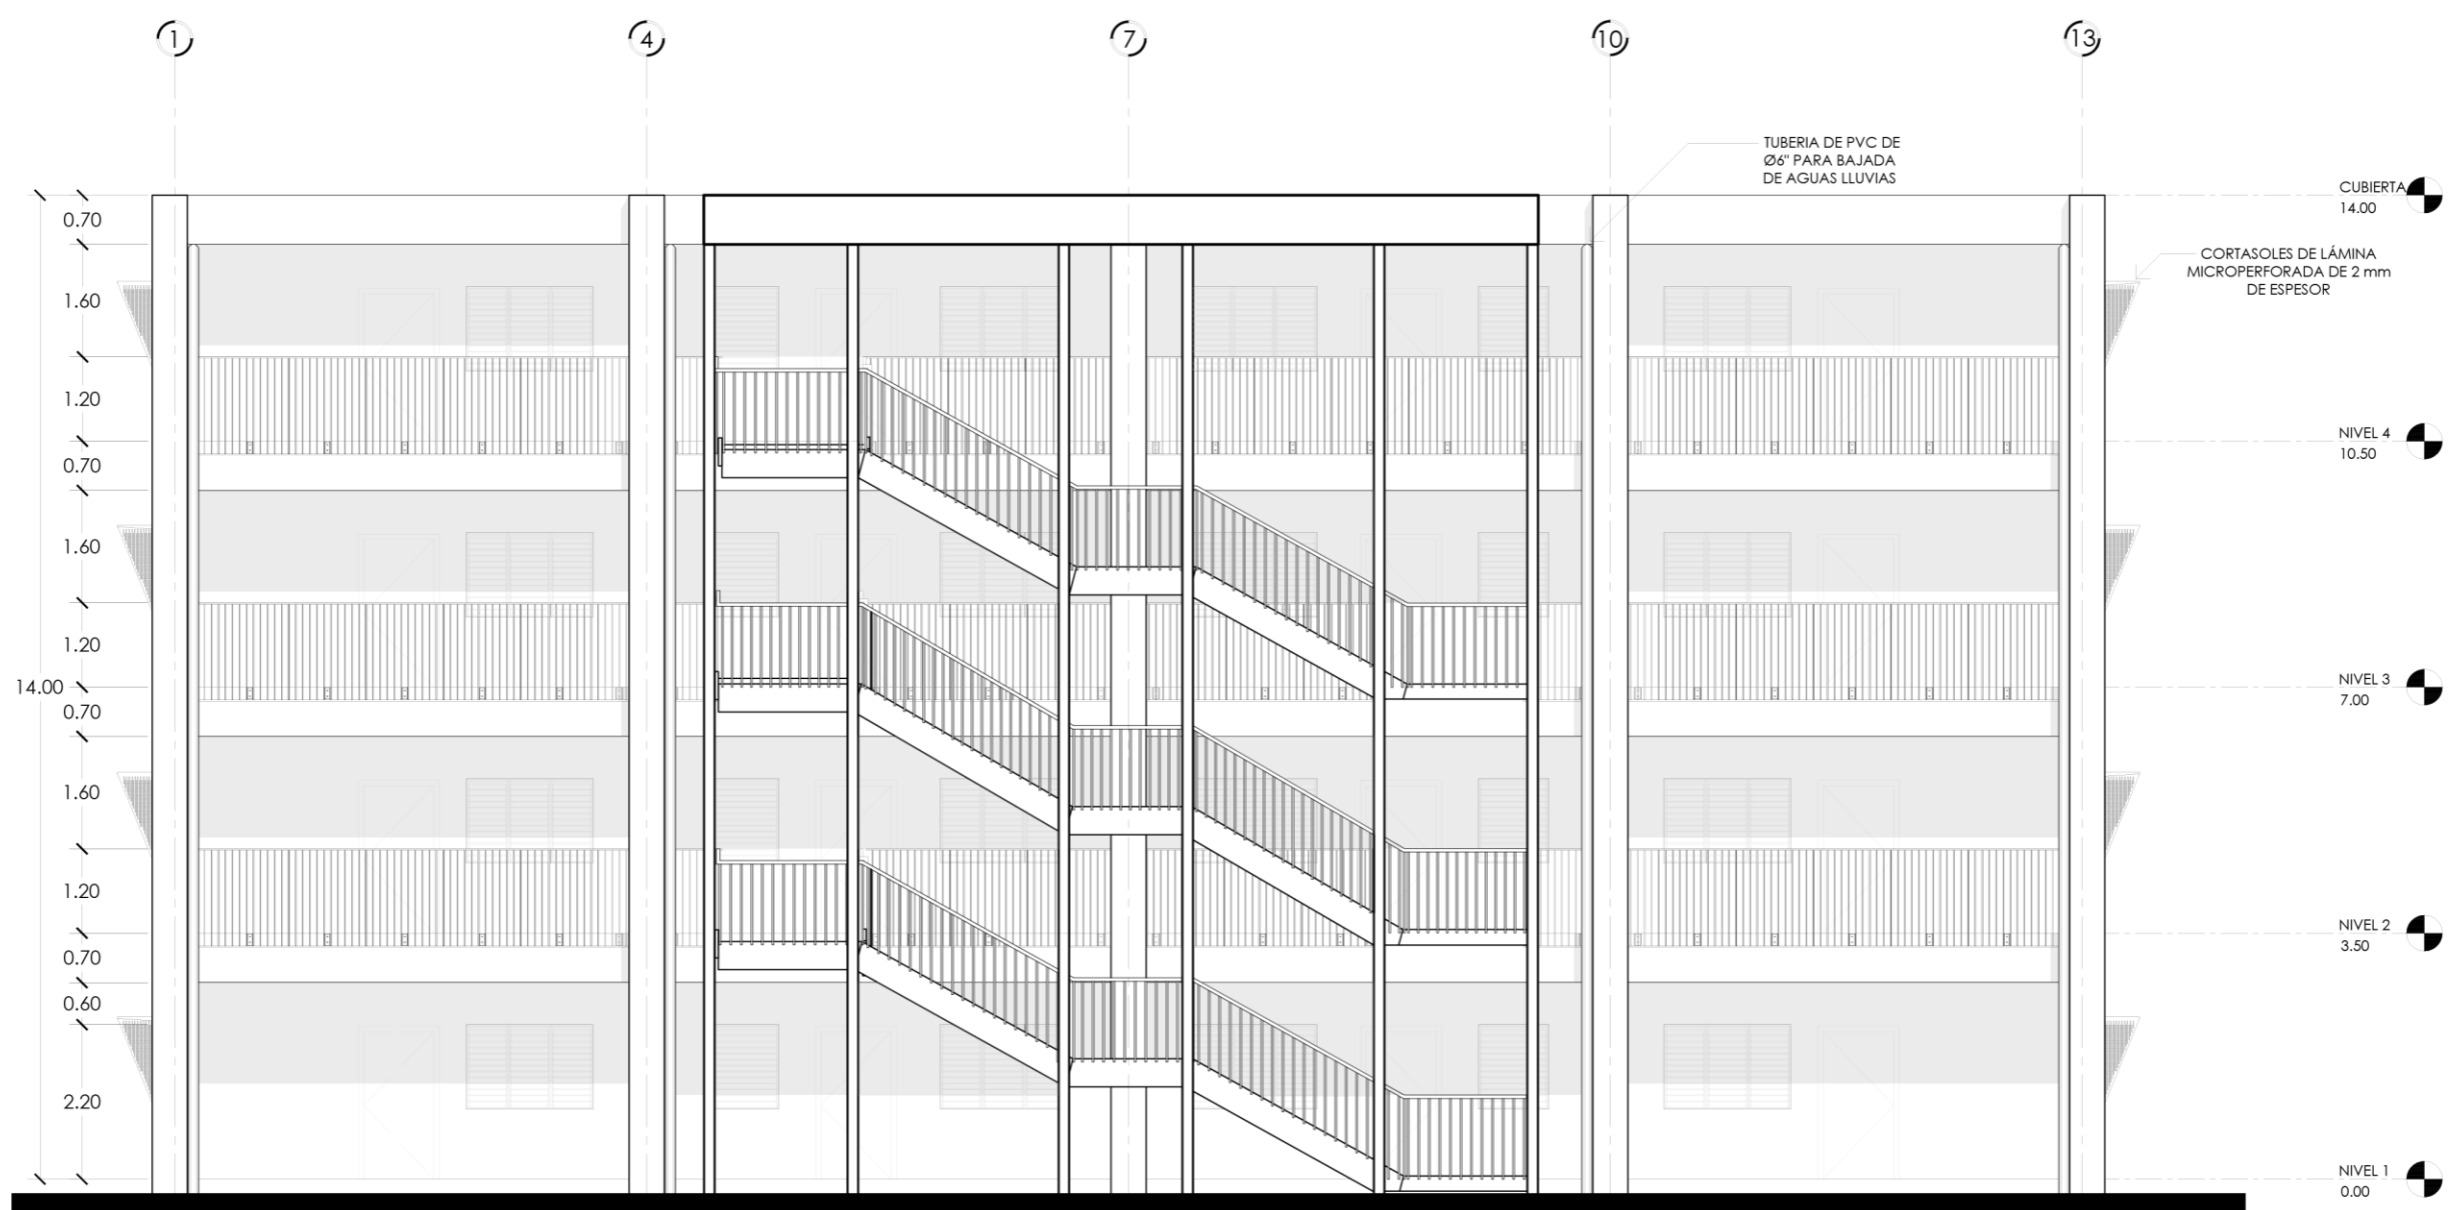 1
4
7
10
13
TUBERIA DE PVC DE
Ø6" PARA BAJADA
DE AGUAS LLUVIAS
CUBIERTA
14.00
CORTASOLES DE LÁMINA
MICROPERFORADA DE 2 mm
DE ESPESOR
NIVEL 4
10.50
NIVEL 3
7.00
NIVEL 2
3.50
NIVEL 1
0.00
0.70
1.60
1.20
0.70
1.60
1.20
14.00
0.70
1.60
1.20
0.70
0.60
2.20